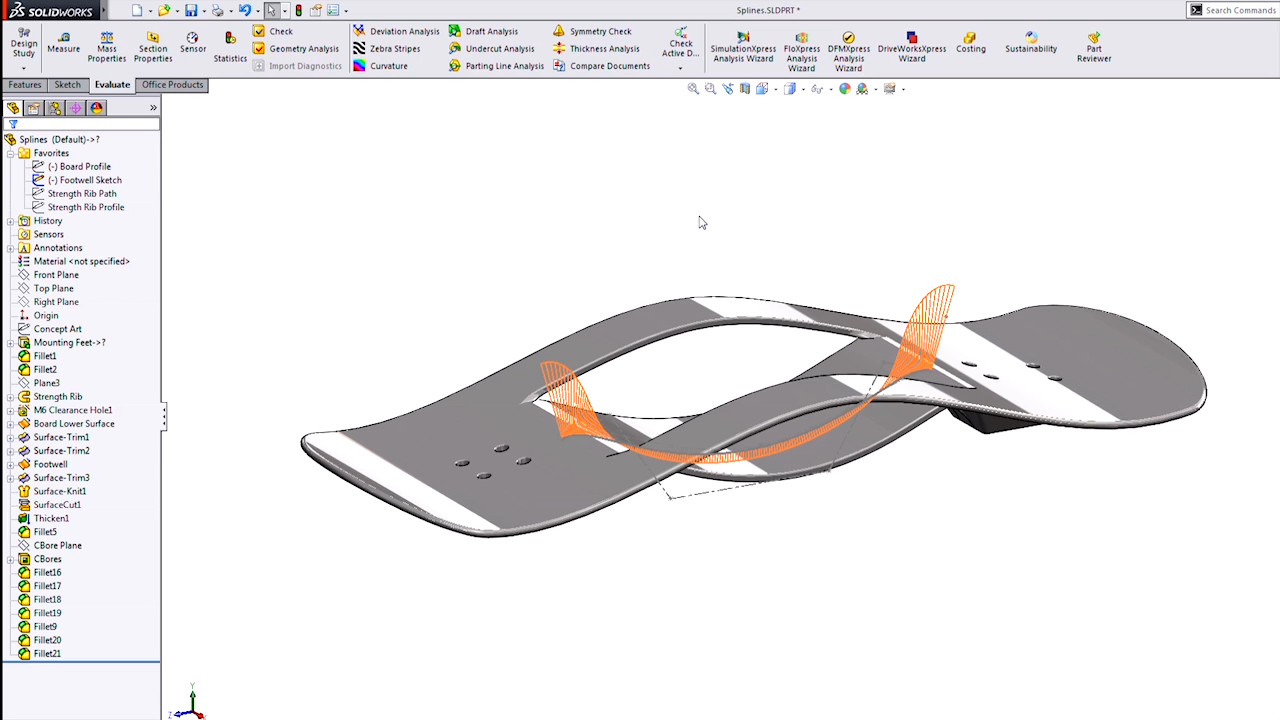 SOLIDWORKS
Splines.SLDPRT *
Search Commands
Design Study
Measure
Mass Properties
Section Properties
Sensor
Statistics
Check
Geometry Analysis
Import Diagnostics
Deviation Analysis
Zebra Stripes
Curvature
Draft Analysis
Undercut Analysis
Parting Line Analysis
Symmetry Check
Thickness Analysis
Compare Documents
Check Active D...
SimulationXpress Analysis Wizard
FloXpress Analysis Wizard
DFMXpress Analysis Wizard
DriveWorksXpress Wizard
Costing
Sustainability
Part Reviewer
Features
Sketch
Evaluate
Office Products
Splines (Default)->?
Favorites
(-) Board Profile
(-) Footwell Sketch
Strength Rib Path
Strength Rib Profile
History
Sensors
Annotations
Material <not specified>
Front Plane
Top Plane
Right Plane
Origin
Concept Art
Mounting Feet->?
Fillet1
Fillet2
Plane3
Strength Rib
M6 Clearance Hole1
Board Lower Surface
Surface-Trim1
Surface-Trim2
Footwell
Surface-Trim3
Surface-Knit1
SurfaceCut1
Thicken1
Fillet5
CBore Plane
CBores
Fillet16
Fillet17
Fillet18
Fillet19
Fillet9
Fillet20
Fillet21
Y
Z
X